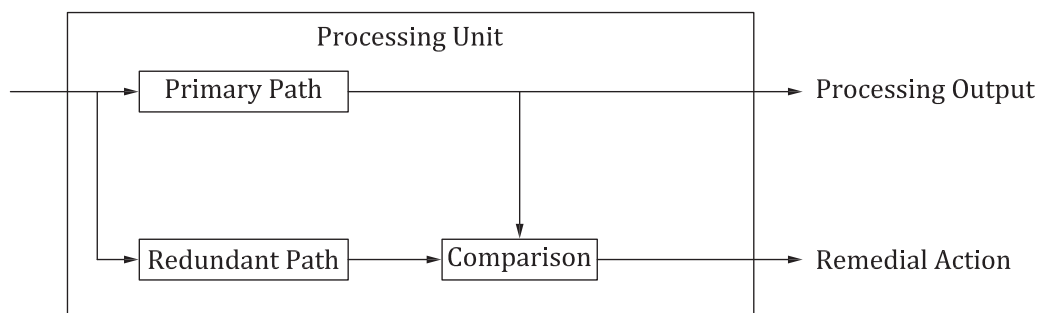 Processing Unit
Primary Path
Processing Output
Redundant Path
Comparison
Remedial Action